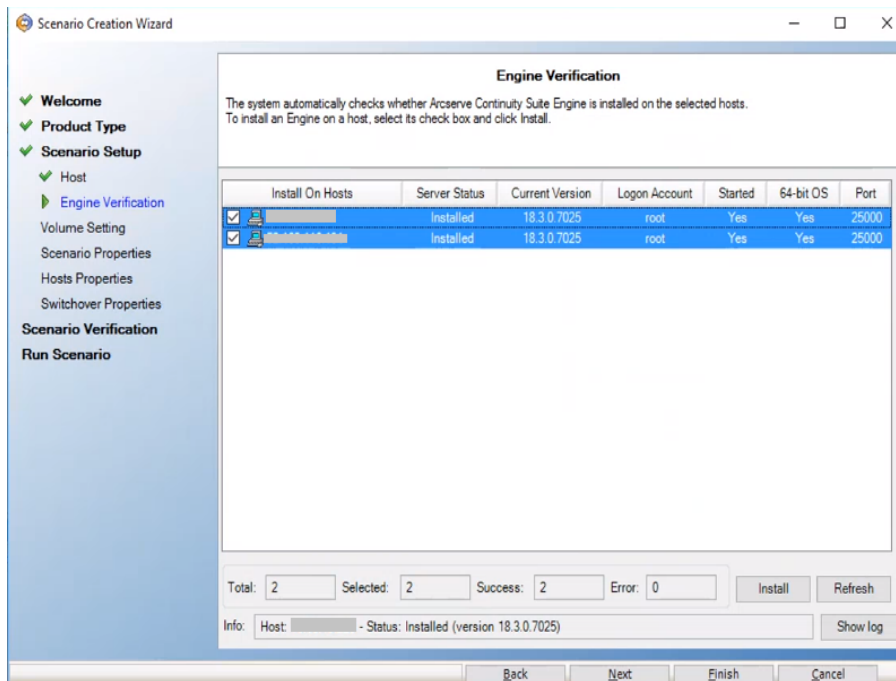 Scenario Creation Wizard
Welcome
Product Type
Scenario Setup
Host
Engine Verification
Volume Setting
Scenario Properties
Hosts Properties
Switchover Properties
Scenario Verification
Run Scenario
Engine Verification
The system automatically checks whether Arcserve Continuity Suite Engine is installed on the selected hosts.
To install an Engine on a host, select its check box and click Install.
Install On Hosts Server Status Current Version Logon Account Started 64-bit OS Port
Installed 18.3.0.7025 root Yes Yes 25000
Installed 18.3.0.7025 root Yes Yes 25000
Total: 2 Selected: 2 Success: 2 Error: 0 Install Refresh
Info: Host: - Status: Installed (version 18.3.0.7025) Show log
Back Next Finish Cancel